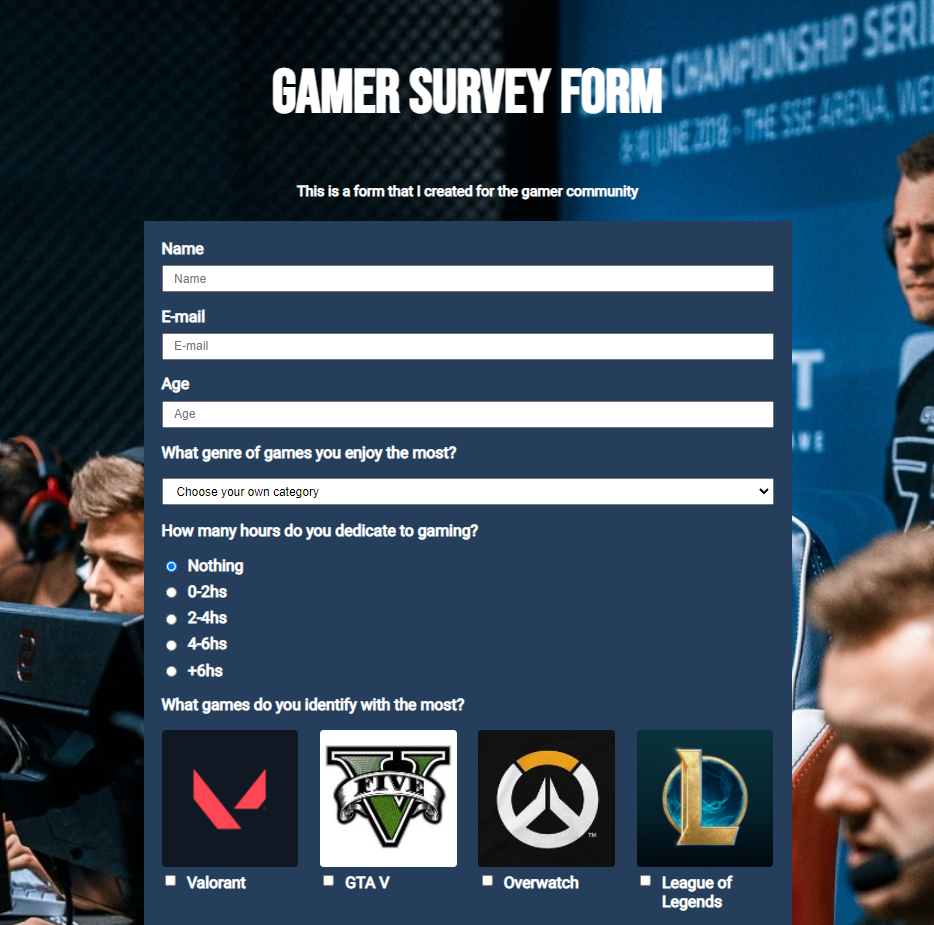 GAMER SURVEY FORM
CHAMPIONSHIP SERIE
8-10 JUNE 2018 - THE SSE ARENA, WE
This is a form that I created for the gamer community
Name
Name
E-mail
E-mail
Age
Age
What genre of games you enjoy the most?
Choose your own category
How many hours do you dedicate to gaming?
Nothing
0-2hs
2-4hs
4-6hs
+6hs
What games do you identify with the most?
FIVE
TM
Valorant
GTA V
Overwatch
League of
Legends